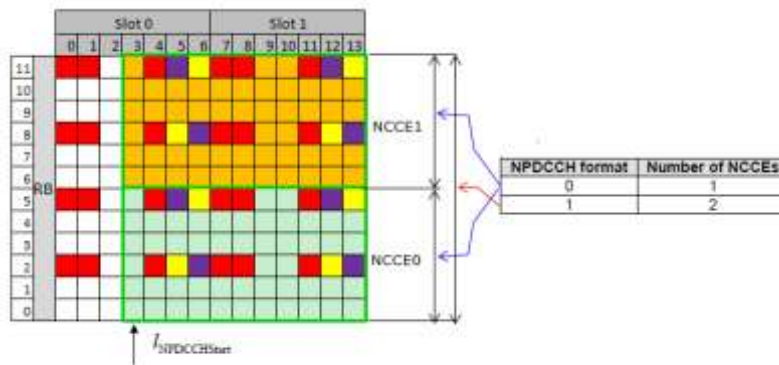 Slot 0 Slot 1
0 1 2 3 4 5 6 7 8 9 10 11 12 13
11
10
9
8
7
6
RB
5
4
3
2
1
0
NCCE1
NCCE0
NPDCCH format Number of NCCEs
0 1
1 2
l NPDCCHStart